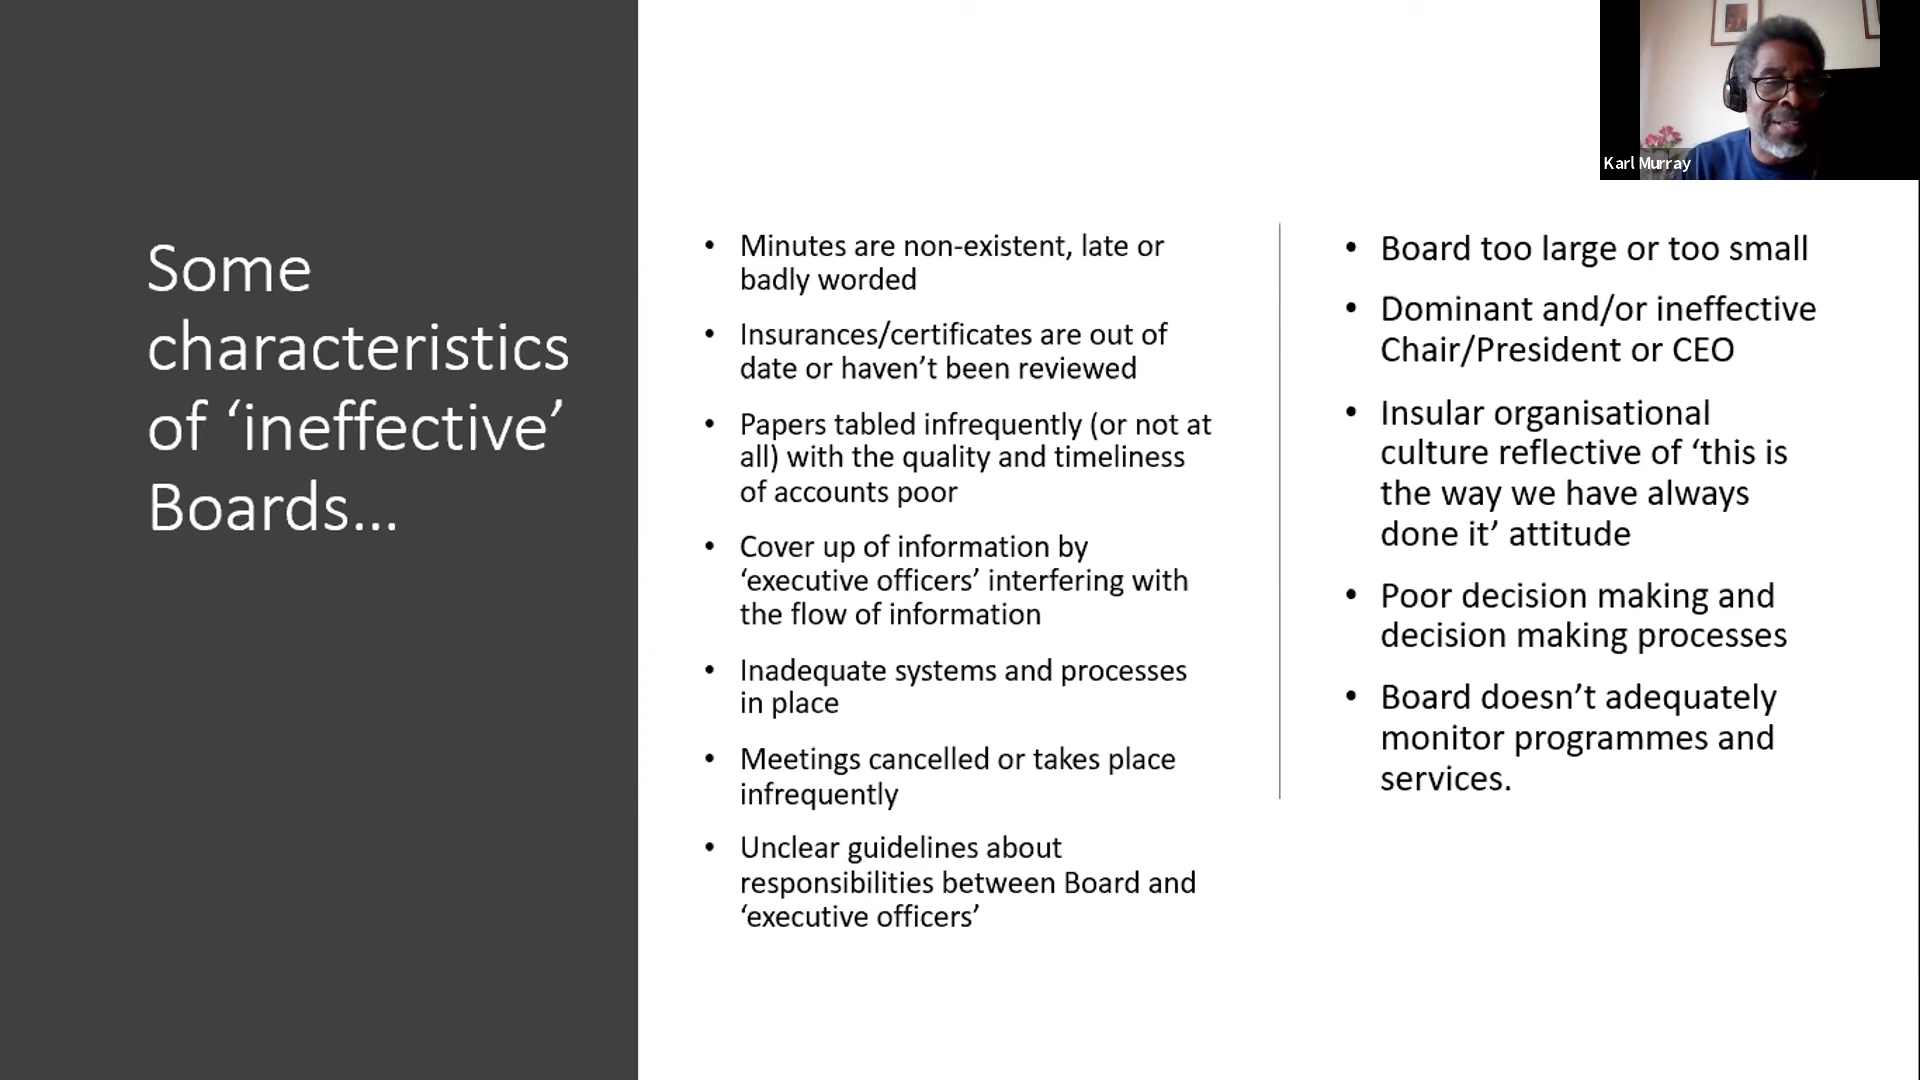 Some
characteristics
of ‘ineffective’
Boards...
• Minutes are non-existent, late or
badly worded
• Insurances/certificates are out of
date or haven’t been reviewed
• Papers tabled infrequently (or not at
all) with the quality and timeliness
of accounts poor
• Cover up of information by
‘executive officers’ interfering with
the flow of information
• Inadequate systems and processes
in place
• Meetings cancelled or takes place
infrequently
• Unclear guidelines about
responsibilities between Board and
‘executive officers’
• Board too large or too small
• Dominant and/or ineffective
Chair/President or CEO
• Insular organisational
culture reflective of ‘this is
the way we have always
done it’ attitude
• Poor decision making and
decision making processes
• Board doesn’t adequately
monitor programmes and
services.
Karl Murray